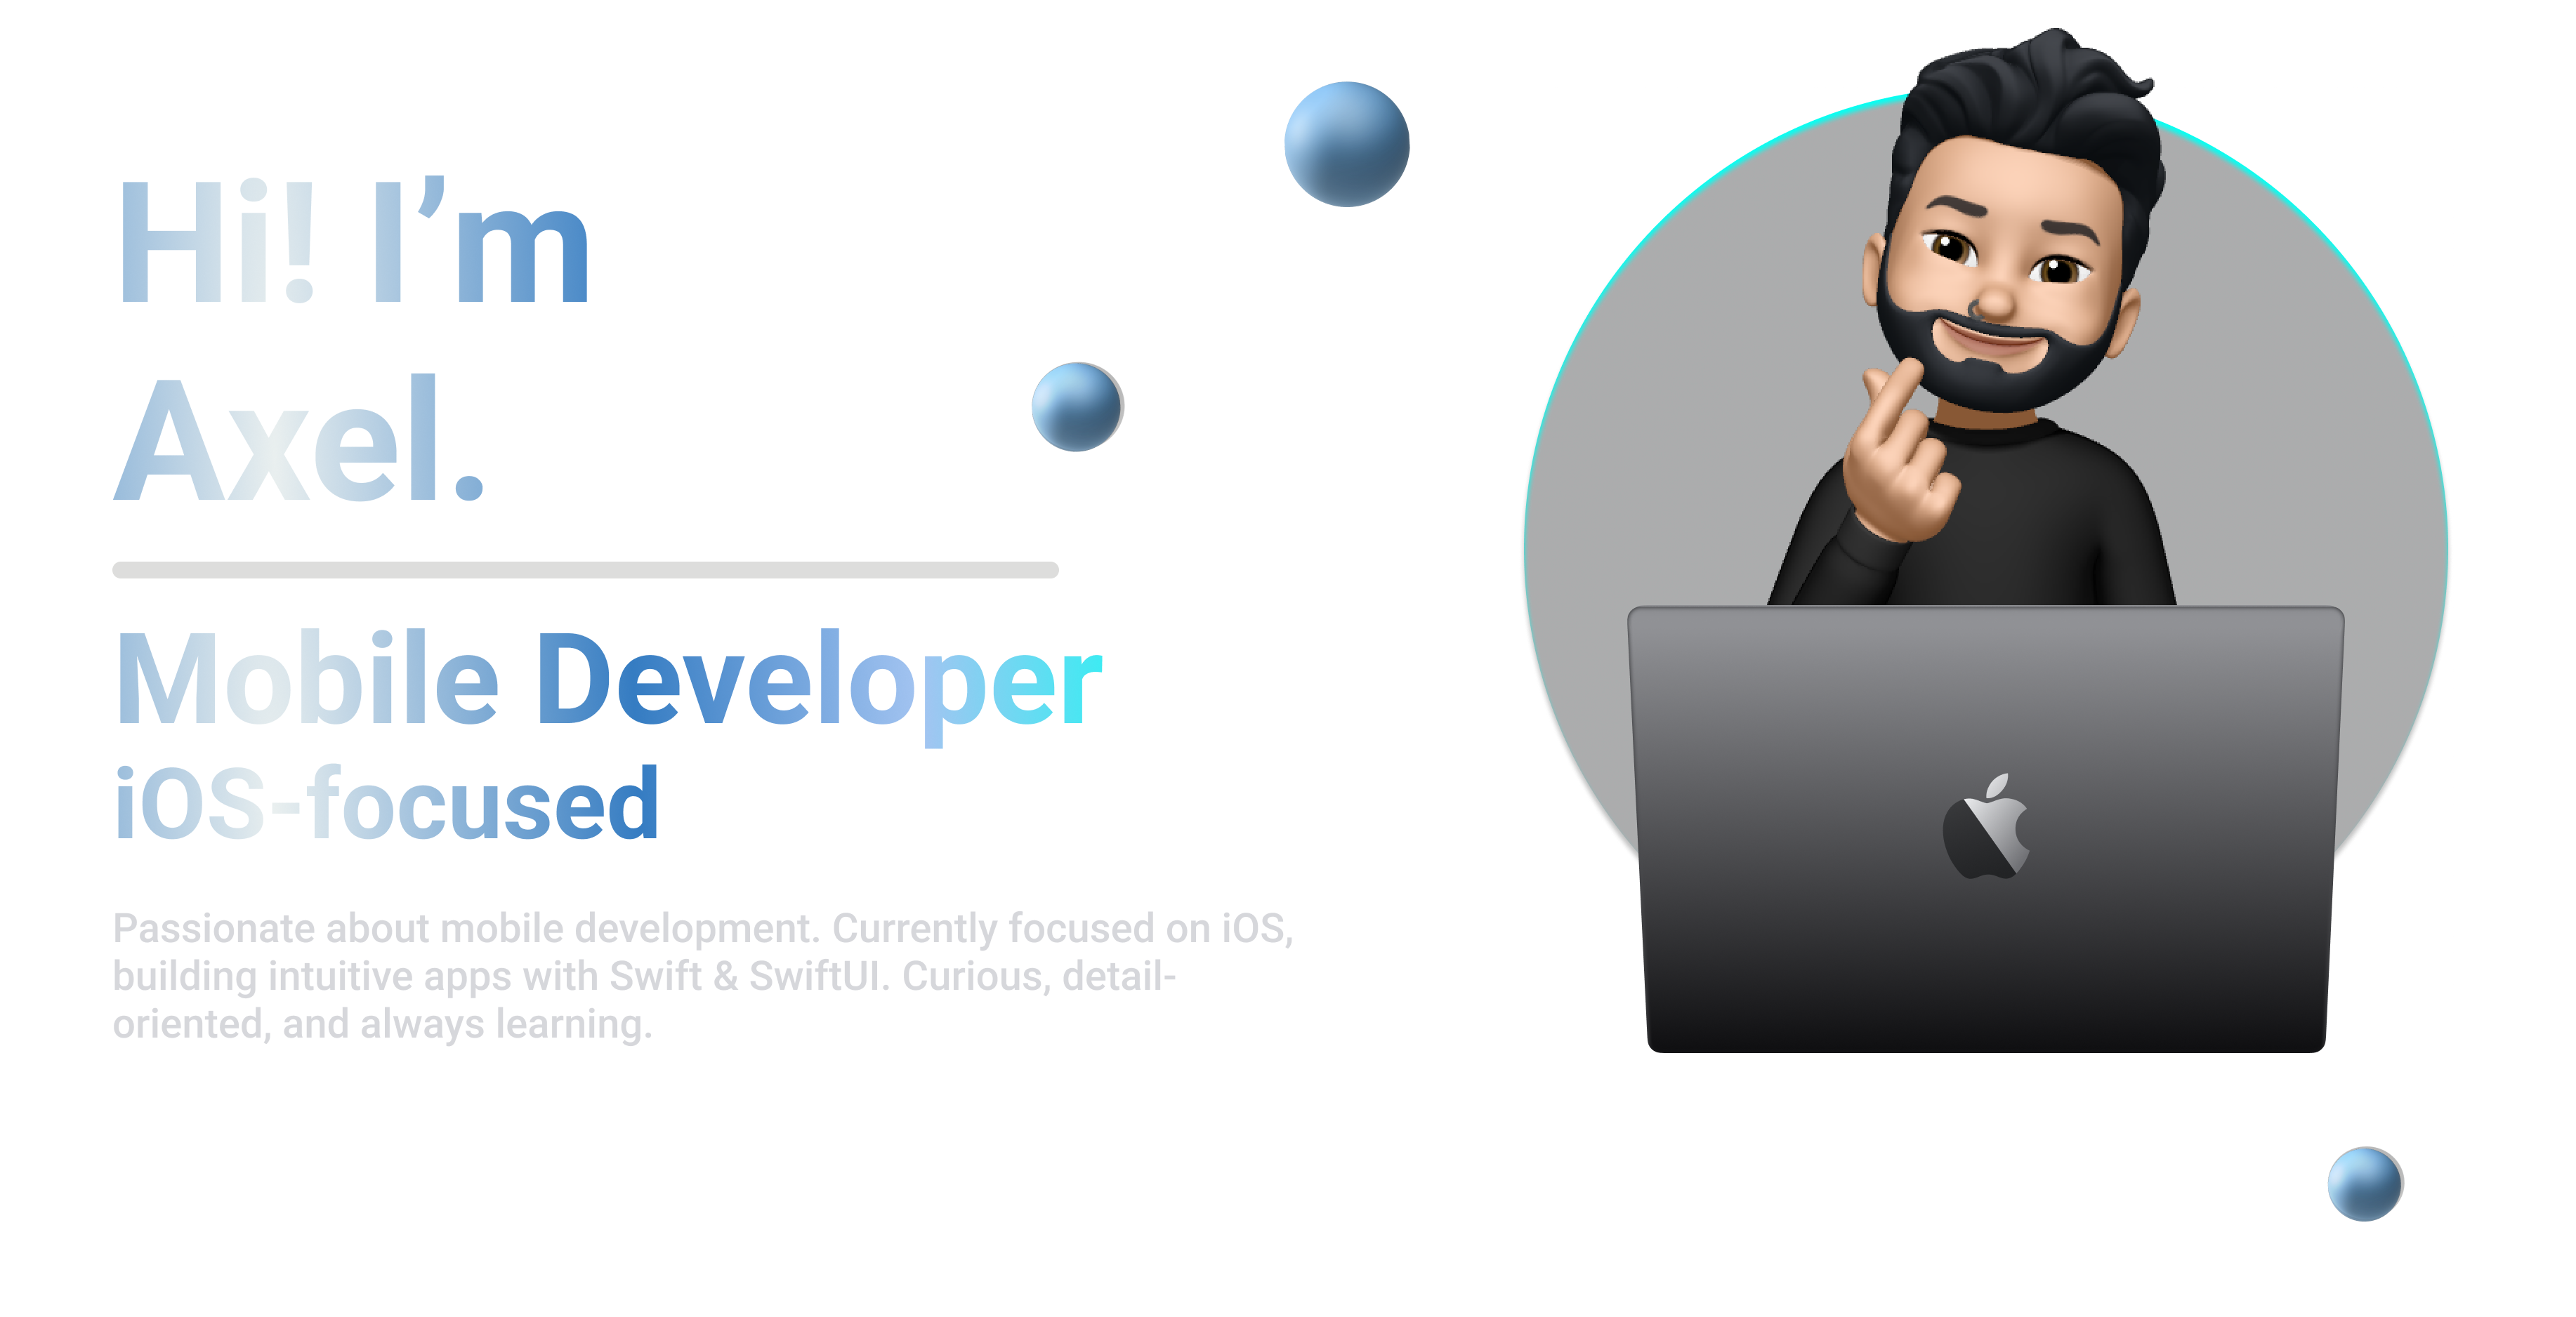 Hi! I’m
Axel.
Mobile Developer
iOS-focused
Passionate about mobile development. Currently focused on iOS,
building intuitive apps with Swift & SwiftUI. Curious, detail-
oriented, and always learning.